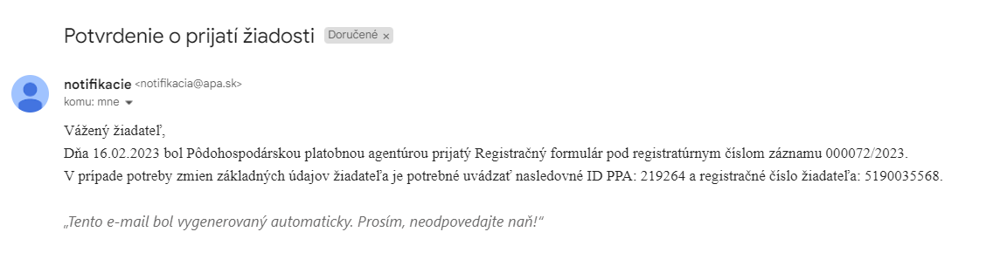 Potvrdenie o prijatí žiadosti Doručené ×
notifikacie <notifikacia@apa.sk>
komu: mne
Vážený žiadateľ,
Dňa 16.02.2023 bol Pôdohospodárskou platobnou agentúrou prijatý Registračný formulár pod registratúrnym číslom záznamu 000072/2023.
V prípade potreby zmien základných údajov žiadateľa je potrebné uvádzať nasledovné ID PPA: 219264 a registračné číslo žiadateľa: 5190035568.
„Tento e-mail bol vygenerovaný automaticky. Prosím, neodpovedajte naň!“